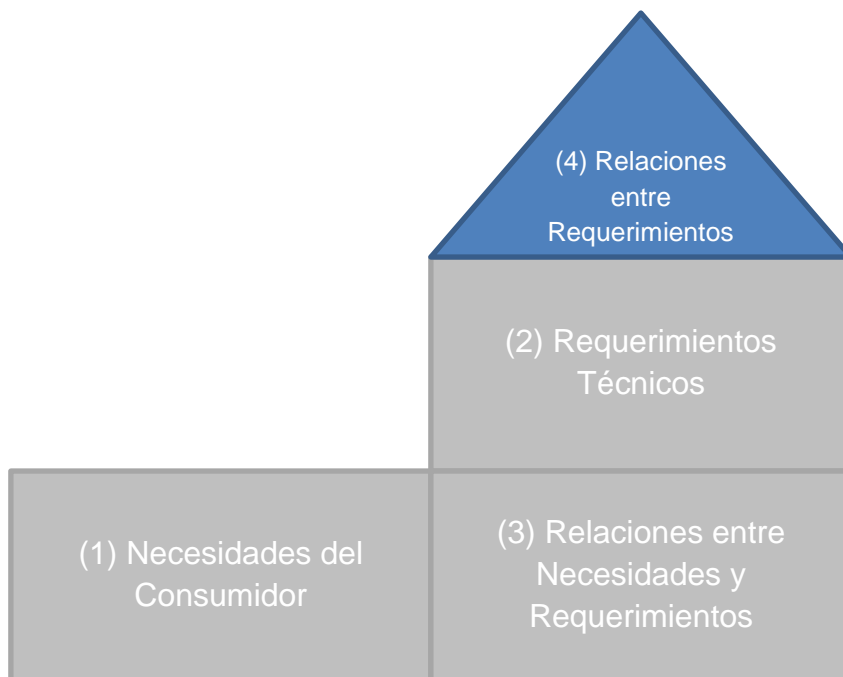 (4) Relaciones
entre
Requerimientos
(2) Requerimientos
Técnicos
(1) Necesidades del
Consumidor
(3) Relaciones entre
Necesidades y
Requerimientos